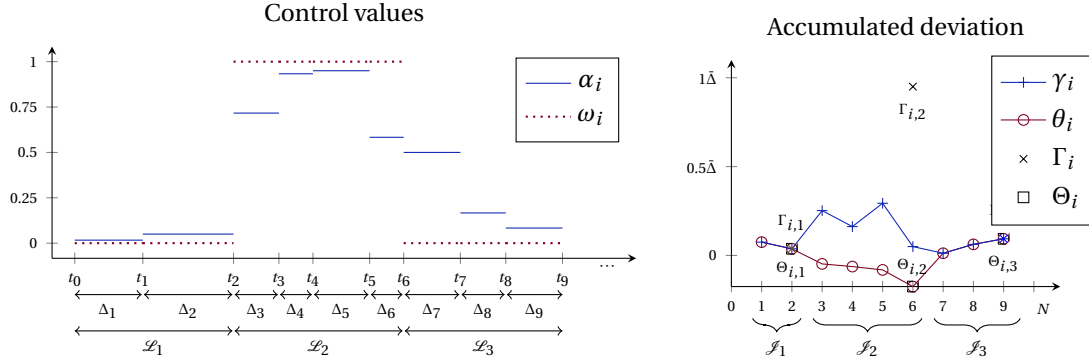 Control values
1
0.75
0.5
0.25
0
α_i
ω_i
t_0 t_1 t_2 t_3 t_4 t_5 t_6 t_7 t_8 t_9 ...
Δ_1 Δ_2 Δ_3 Δ_4 Δ_5 Δ_6 Δ_7 Δ_8 Δ_9
ℒ_1 ℒ_2 ℒ_3
Accumulated deviation
1Δ̄
0.5Δ̄
0
γ_i
θ_i
Γ_i
Θ_i
Γ_{i,2}
Γ_{i,1}
Θ_{i,1} Θ_{i,2} Θ_{i,3}
0 1 2 3 4 5 6 7 8 9 N
𝒥_1 𝒥_2 𝒥_3